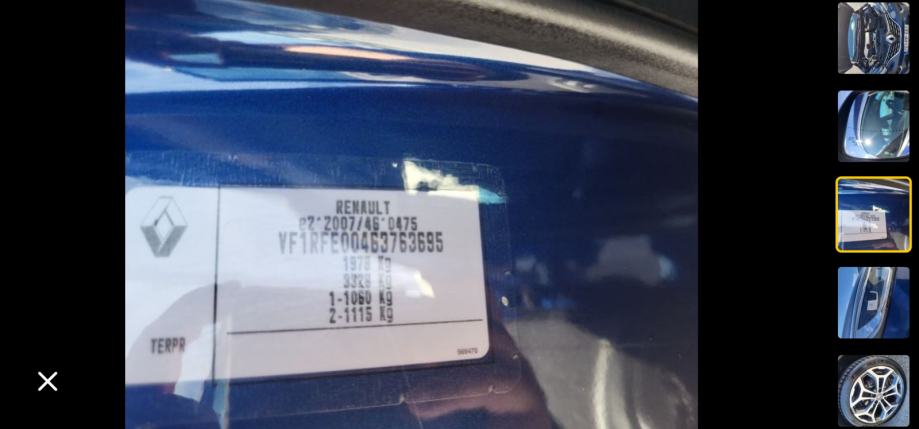 RENAULT
e2*2007/46*0475
VF1RFE00463763695
1978 Kg
3328 Kg
1-1060 Kg
2-1115 Kg
TERPR